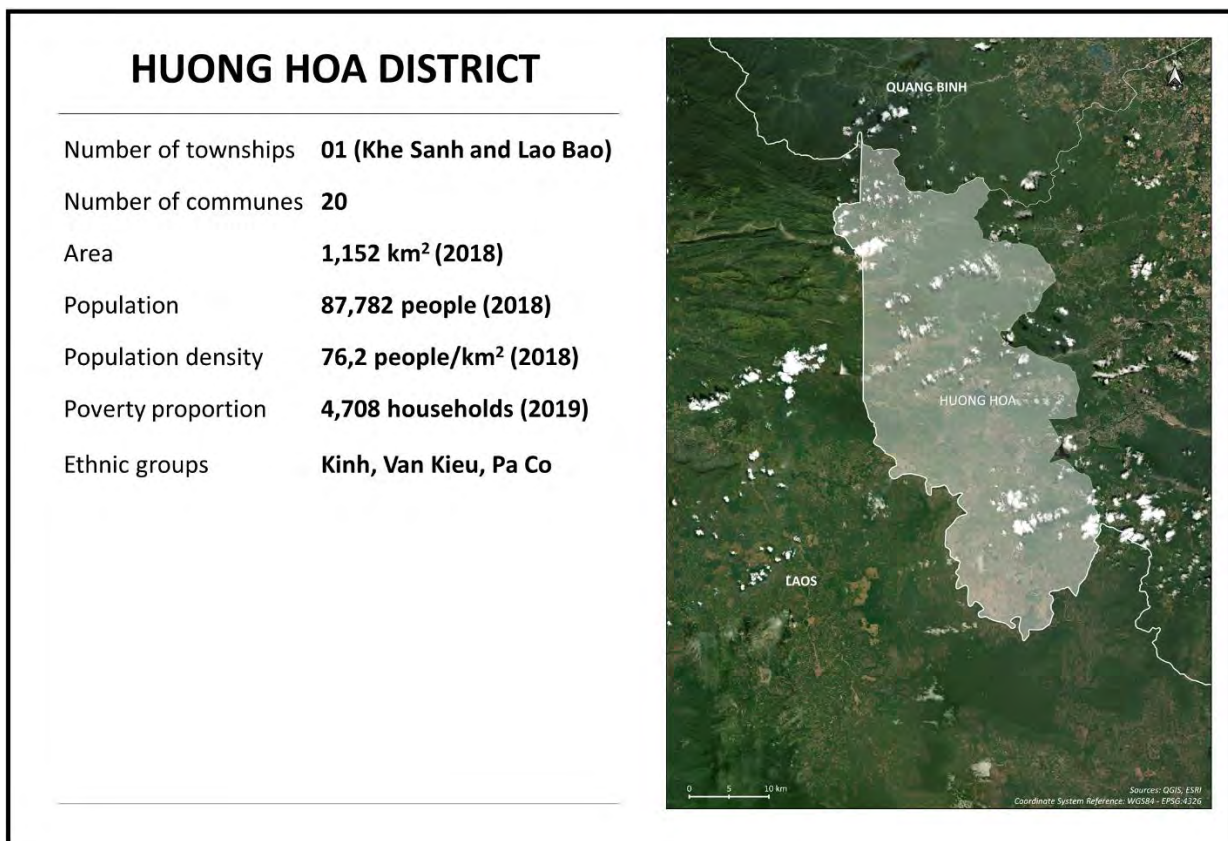 HUONG HOA DISTRICT
Number of townships 01 (Khe Sanh and Lao Bao)
Number of communes 20
Area 1,152 km² (2018)
Population 87,782 people (2018)
Population density 76,2 people/km² (2018)
Poverty proportion 4,708 households (2019)
Ethnic groups Kinh, Van Kieu, Pa Co
QUANG BINH
HUONG HOA
LAOS
0 5 10 km
Sources: QGIS, ESRI
Coordinate System Reference: WGS84 - EPSG:4326